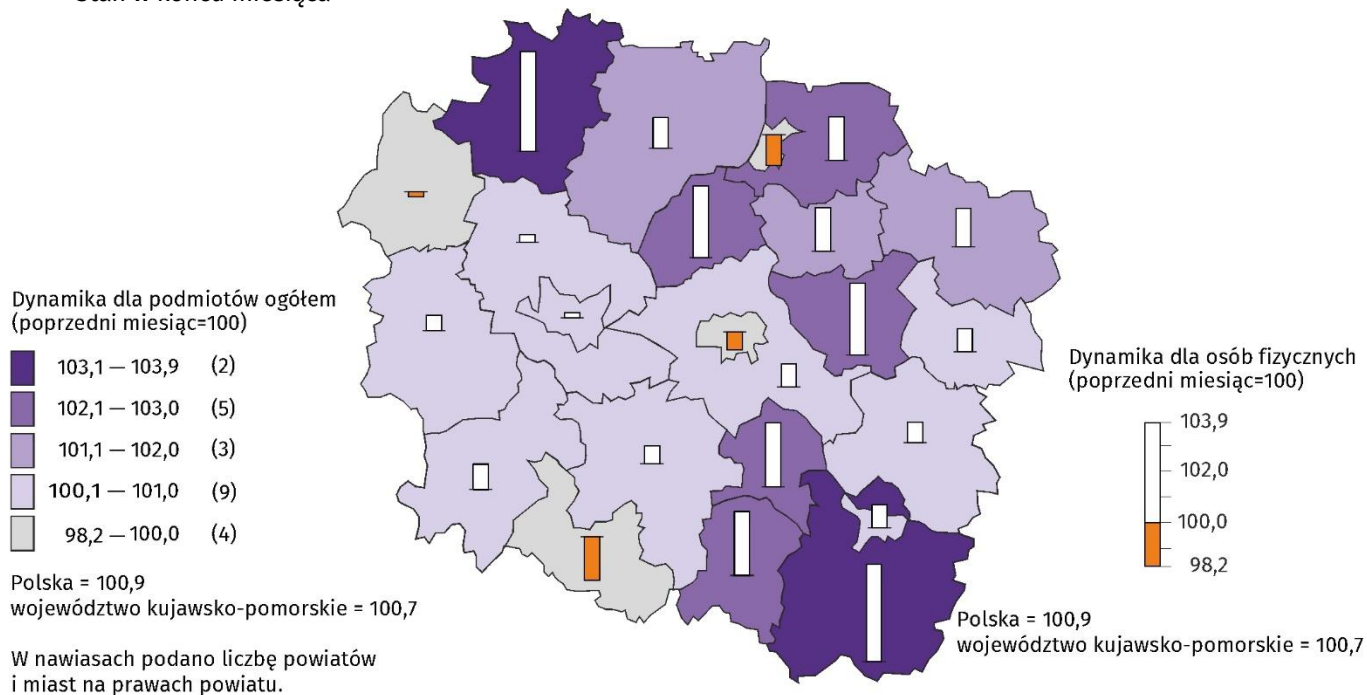 Stan w końcu miesiąca
Dynamika dla podmiotów ogółem
(poprzedni miesiąc=100)
103,1 — 103,9 (2)
102,1 — 103,0 (5)
101,1 — 102,0 (3)
100,1 — 101,0 (9)
98,2 — 100,0 (4)
Polska = 100,9
województwo kujawsko-pomorskie = 100,7
W nawiasach podano liczbę powiatów
i miast na prawach powiatu.
Dynamika dla osób fizycznych
(poprzedni miesiąc=100)
103,9
102,0
100,0
98,2
Polska = 100,9
województwo kujawsko-pomorskie = 100,7